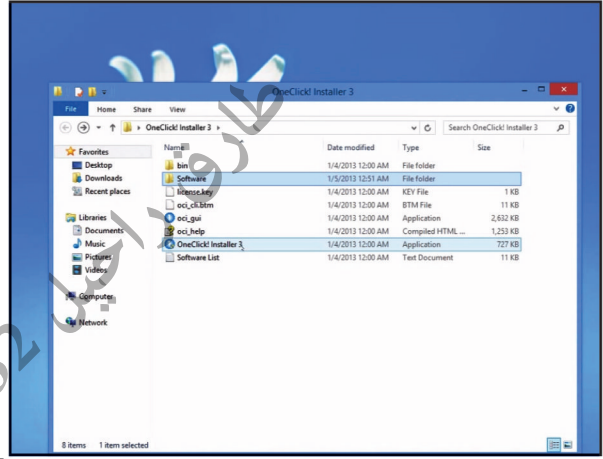 OneClick! Installer 3
File Home Share View
OneClick! Installer 3
Search OneClick! Installer 3
Name Date modified Type Size
Favorites
Desktop
Downloads
Recent places
Libraries
Documents
Music
Pictures
Videos
Computer
Network
bin 1/4/2013 12:00 AM File folder
Software 1/5/2013 12:51 AM File folder
license.key 1/4/2013 12:00 AM KEY File 1 KB
oci_cli.btm 1/4/2013 12:00 AM BTM File 11 KB
oci_gui 1/4/2013 12:00 AM Application 2,632 KB
oci_help 1/4/2013 12:00 AM Compiled HTML ... 1,253 KB
OneClick! Installer 3 1/4/2013 12:00 AM Application 727 KB
Software List 1/4/2013 12:00 AM Text Document 11 KB
8 items 1 item selected